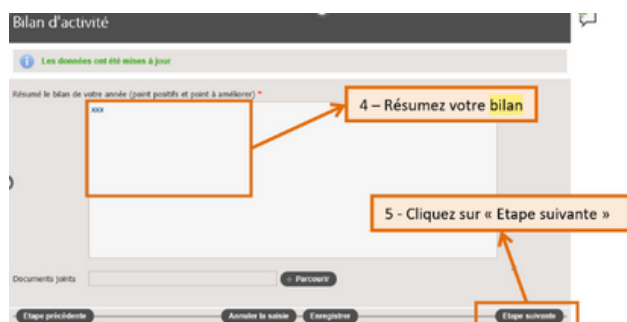 Bilan d'activité
Les données ont été mises à jour
Résumé le bilan de votre année (point positifs et point à améliorer) *
xxx
4 – Résumez votre bilan
5 - Cliquez sur « Etape suivante »
Documents joints
+ Parcourir
Etape précédente
Annuler la saisie
Enregistrer
Etape suivante